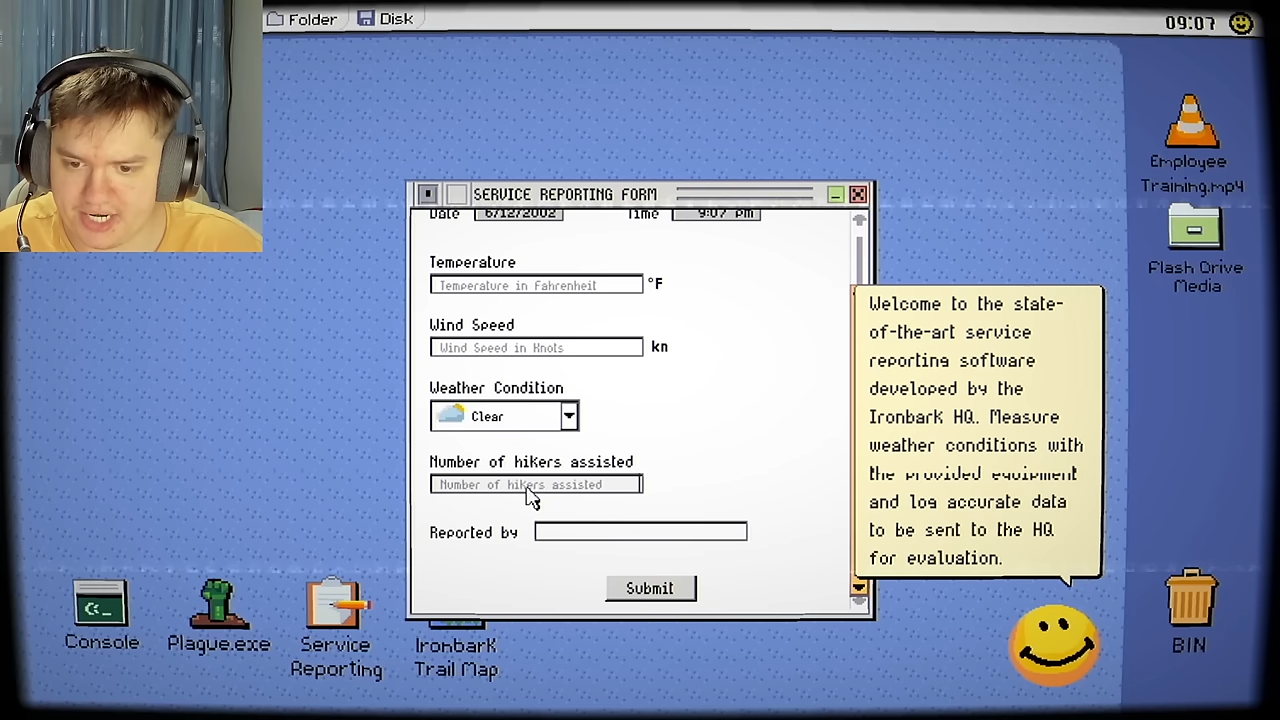 Folder
Disk
09:07
Employee
Training.mp4
Flash Drive
Media
SERVICE REPORTING FORM
Date 6/12/2002 Time 9:07 pm
Temperature
Temperature in Fahrenheit °F
Wind Speed
Wind Speed in Knots kn
Weather Condition
Clear
Number of hikers assisted
Number of hikers assisted
Reported by
Submit
Welcome to the state-
of-the-art service
reporting software
developed by the
Ironbark HQ. Measure
weather conditions with
the provided equipment
and log accurate data
to be sent to the HQ
for evaluation.
Console
Plague.exe
Service
Reporting
Ironbark
Trail Map
BIN